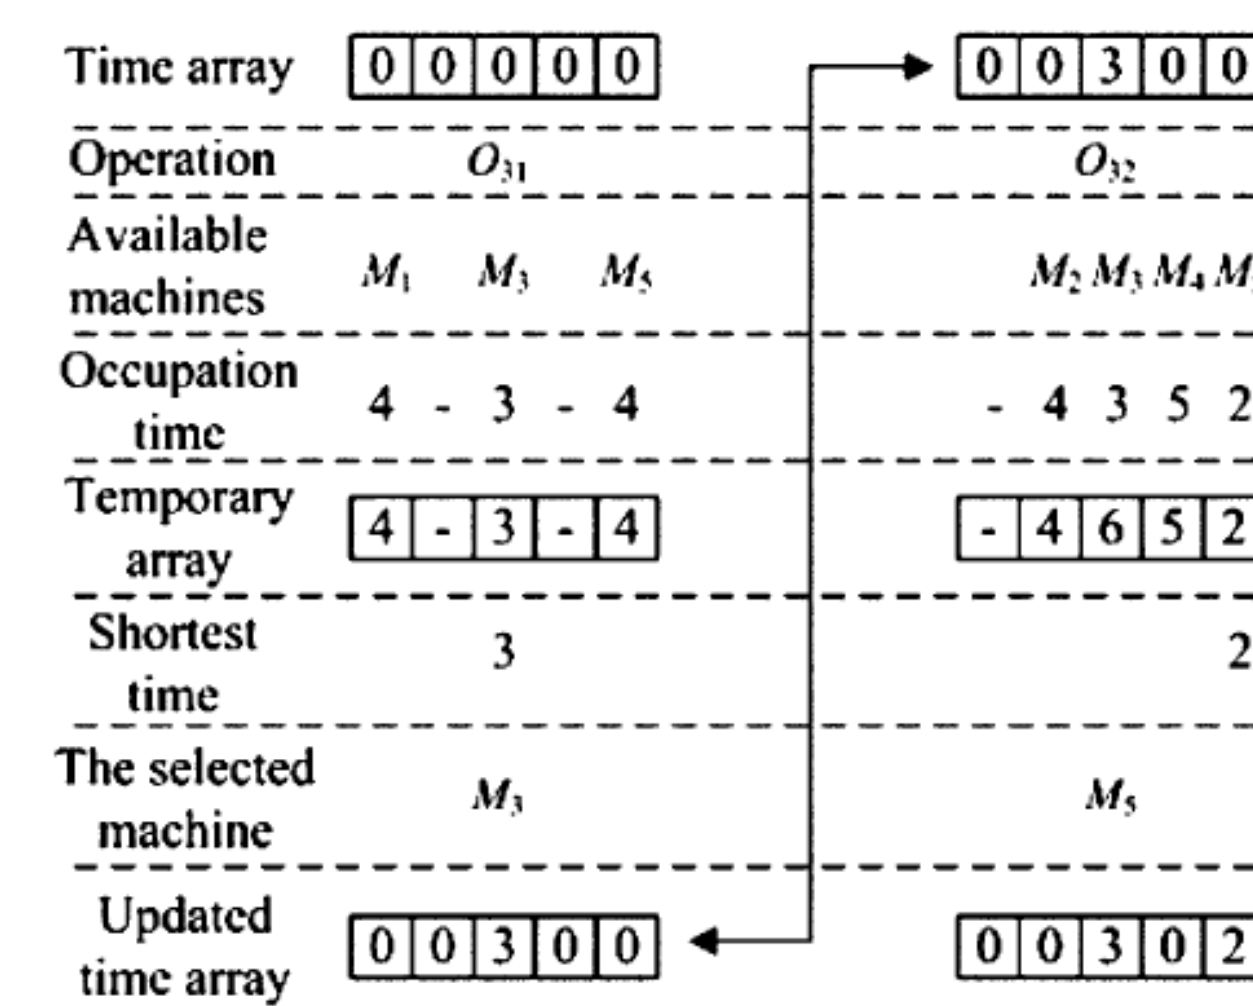 Time array 0 0 0 0 0 0 0 3 0 0
Operation O₃₁ O₃₂
Available
machines M₁ M₃ M₅ M₂ M₃ M₄ M
Occupation
time 4 - 3 - 4 - 4 3 5 2
Temporary
array 4 - 3 - 4 - 4 6 5 2
Shortest
time 3 2
The selected
machine M₃ M₅
Updated
time array 0 0 3 0 0 0 0 3 0 2